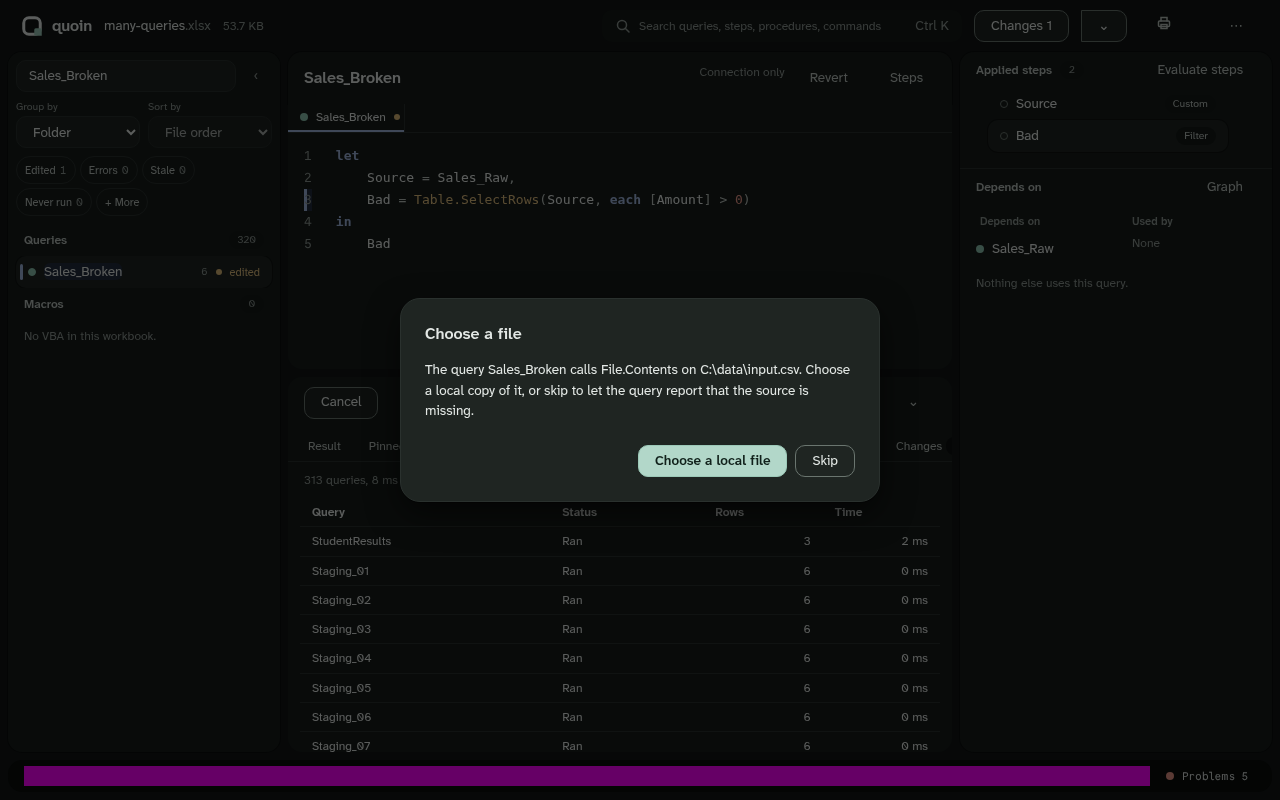 quoin many-queries.xlsx 53.7 KB
Search queries, steps, procedures, commands Ctrl K
Changes 1
Sales_Broken
Group by Sort by
Folder File order
Edited 1 Errors 0 Stale 0
Never run 0 + More
Queries 320
Sales_Broken 6 edited
Macros 0
No VBA in this workbook.
Sales_Broken Connection only Revert Steps
Sales_Broken
1 let
2 Source = Sales_Raw,
3 Bad = Table.SelectRows(Source, each [Amount] > 0)
4 in
5 Bad
Choose a file
The query Sales_Broken calls File.Contents on C:\data\input.csv. Choose
a local copy of it, or skip to let the query report that the source is
missing.
Choose a local file Skip
Cancel
Result Pinne Changes
313 queries, 8 ms
Query Status Rows Time
StudentResults Ran 3 2 ms
Staging_01 Ran 6 0 ms
Staging_02 Ran 6 0 ms
Staging_03 Ran 6 0 ms
Staging_04 Ran 6 0 ms
Staging_05 Ran 6 0 ms
Staging_06 Ran 6 0 ms
Staging_07 Ran 6 0 ms
Applied steps 2 Evaluate steps
Source Custom
Bad Filter
Depends on Graph
Depends on Used by
Sales_Raw None
Nothing else uses this query.
Problems 5